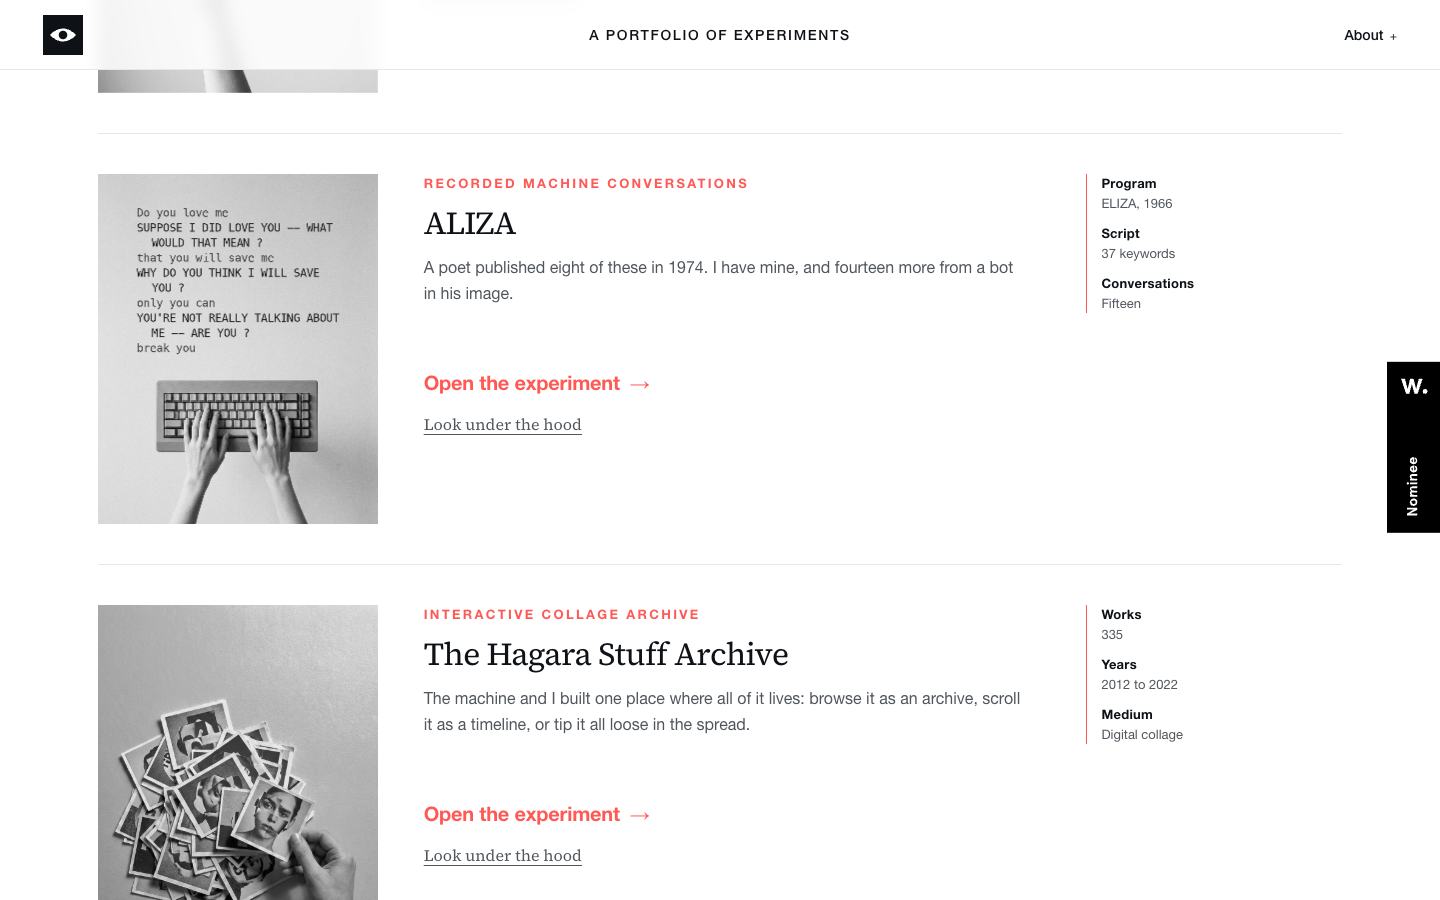 A PORTFOLIO OF EXPERIMENTS
About +
RECORDED MACHINE CONVERSATIONS
ALIZA
A poet published eight of these in 1974. I have mine, and fourteen more from a bot
in his image.
Open the experiment →
Look under the hood
Program
ELIZA, 1966
Script
37 keywords
Conversations
Fifteen
Do you love me
SUPPOSE I DID LOVE YOU –– WHAT
WOULD THAT MEAN ?
that you will save me
WHY DO YOU THINK I WILL SAVE
YOU ?
only you can
YOU'RE NOT REALLY TALKING ABOUT
ME –– ARE YOU ?
break you
W.
Nominee
INTERACTIVE COLLAGE ARCHIVE
The Hagara Stuff Archive
The machine and I built one place where all of it lives: browse it as an archive, scroll
it as a timeline, or tip it all loose in the spread.
Open the experiment →
Look under the hood
Works
335
Years
2012 to 2022
Medium
Digital collage